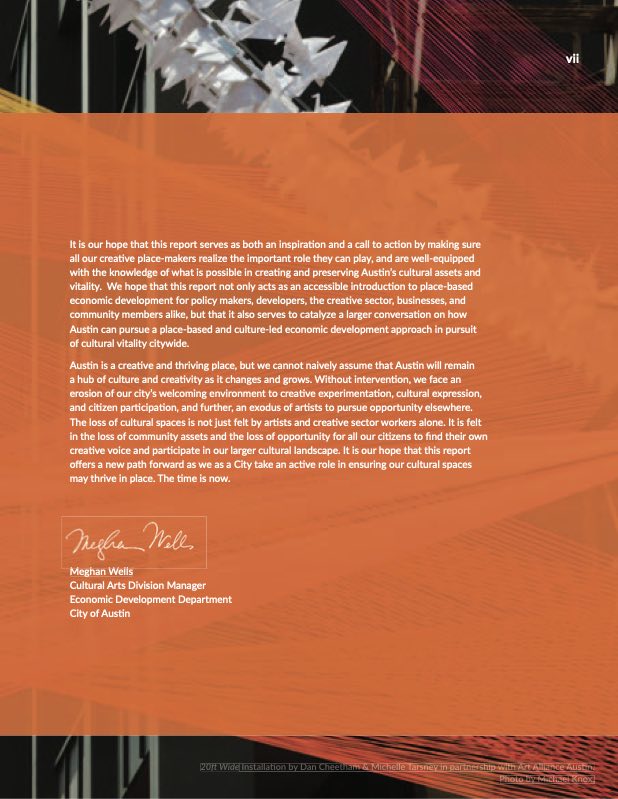 vii
It is our hope that this report serves as both an inspiration and a call to action by making sure
all our creative place-makers realize the important role they can play, and are well-equipped
with the knowledge of what is possible in creating and preserving Austin's cultural assets and
vitality.  We hope that this report not only acts as an accessible introduction to place-based
economic development for policy makers, developers, the creative sector, businesses, and
community members alike, but that it also serves to catalyze a larger conversation on how
Austin can pursue a place-based and culture-led economic development approach in pursuit
of cultural vitality citywide.
Austin is a creative and thriving place, but we cannot naively assume that Austin will remain
a hub of culture and creativity as it changes and grows. Without intervention, we face an
erosion of our city's welcoming environment to creative experimentation, cultural expression,
and citizen participation, and further, an exodus of artists to pursue opportunity elsewhere.
The loss of cultural spaces is not just felt by artists and creative sector workers alone. It is felt
in the loss of community assets and the loss of opportunity for all our citizens to find their own
creative voice and participate in our larger cultural landscape. It is our hope that this report
offers a new path forward as we as a City take an active role in ensuring our cultural spaces
may thrive in place. The time is now.
Meghan Wells
Meghan Wells
Cultural Arts Division Manager
Economic Development Department
City of Austin
20ft Wide Installation by Dan Cheetham & Michelle Tarsney in partnership with Art Alliance Austin,
Photo by Michael Knox